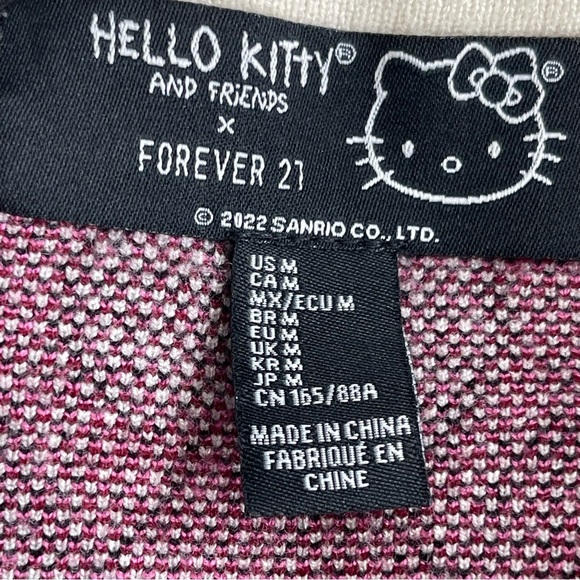 HELLO KITTY®
AND FRIENDS
x
FOREVER 21
®
© 2022 SANRIO CO., LTD.
US M
CA M
MX/ECU M
BR M
EU M
UK M
KR M
JP M
CN 165/88A
MADE IN CHINA
FABRIQUÉ EN
CHINE